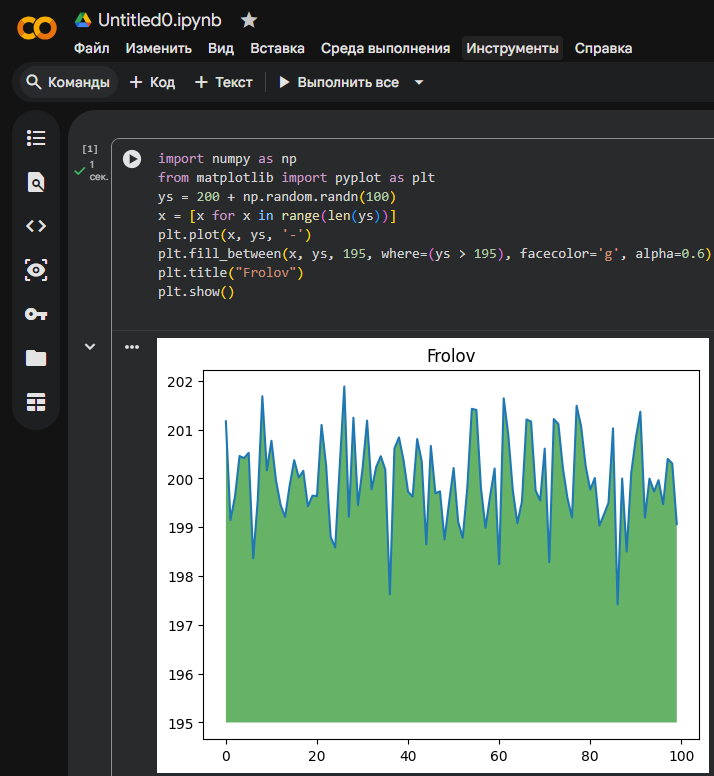 Untitled0.ipynb
Файл Изменить Вид Вставка Среда выполнения Инструменты Справка
Команды + Код + Текст Выполнить все
[1]
1
сек.
import numpy as np
from matplotlib import pyplot as plt
ys = 200 + np.random.randn(100)
x = [x for x in range(len(ys))]
plt.plot(x, ys, '-')
plt.fill_between(x, ys, 195, where=(ys > 195), facecolor='g', alpha=0.6)
plt.title("Frolov")
plt.show()
Frolov
202
201
200
199
198
197
196
195
0 20 40 60 80 100